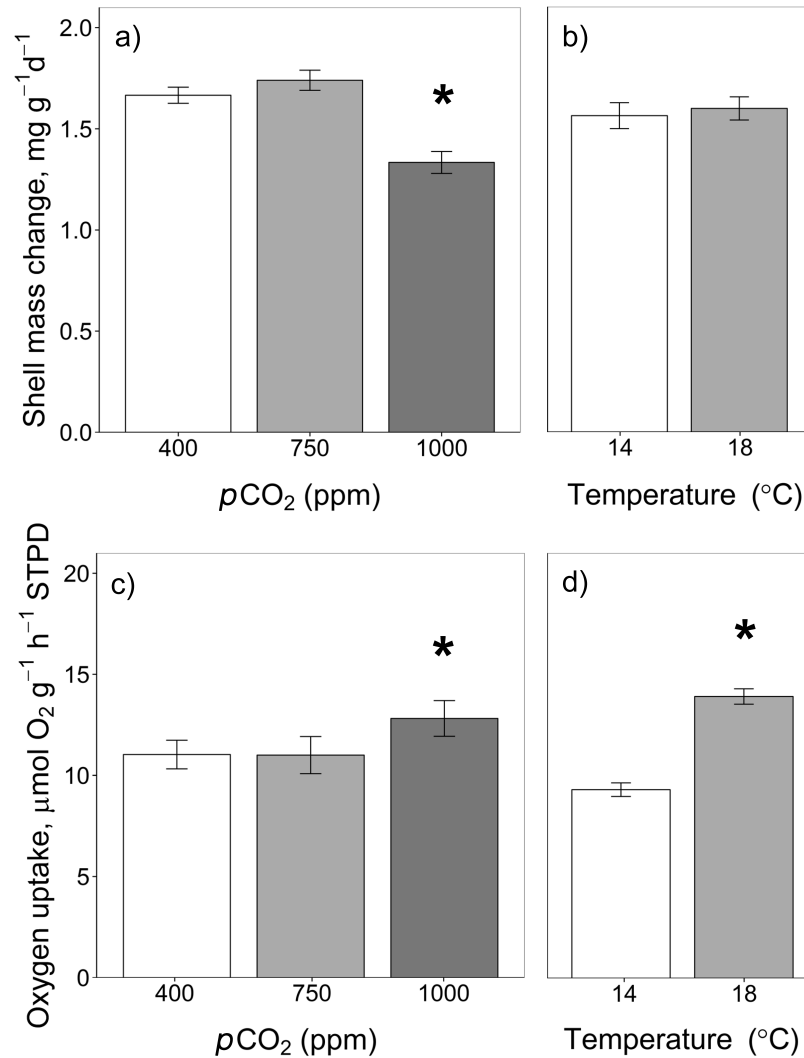 Shell mass change, mg g⁻¹d⁻¹
a)
2.0
1.5
1.0
0.5
0.0
*
400 750 1000
pCO₂ (ppm)
b)
14 18
Temperature (°C)
Oxygen uptake, μmol O₂ g⁻¹ h⁻¹ STPD
c)
20
15
10
5
0
*
400 750 1000
pCO₂ (ppm)
d)
*
14 18
Temperature (°C)